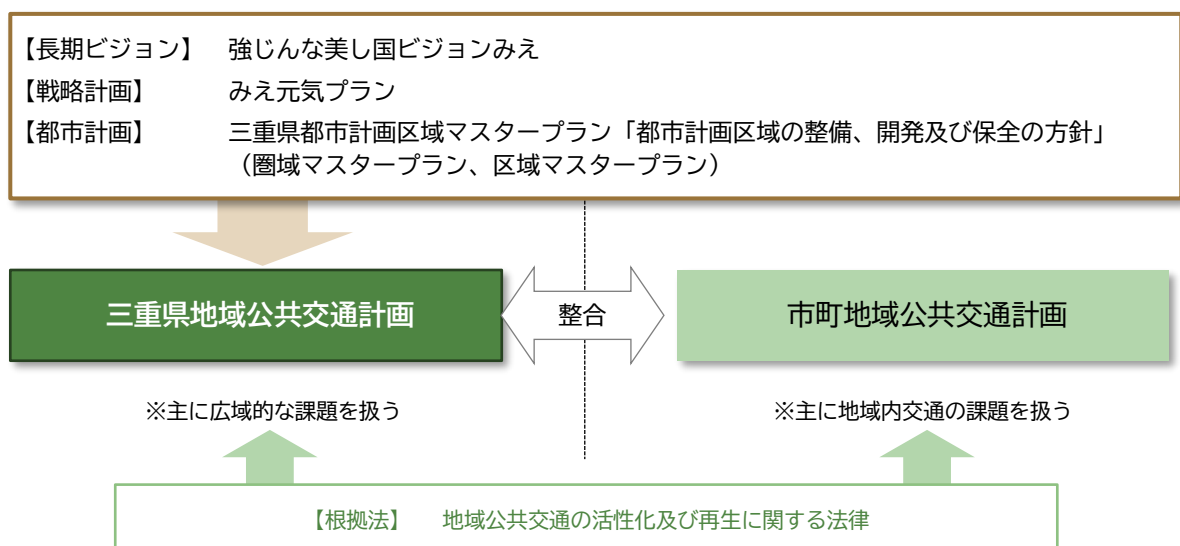 【長期ビジョン】 強じんな美し国ビジョンみえ
【戦略計画】 みえ元気プラン
【都市計画】 三重県都市計画区域マスタープラン「都市計画区域の整備、開発及び保全の方針」
（圏域マスタープラン、区域マスタープラン）
三重県地域公共交通計画
整合
市町地域公共交通計画
※主に広域的な課題を扱う
※主に地域内交通の課題を扱う
【根拠法】 地域公共交通の活性化及び再生に関する法律